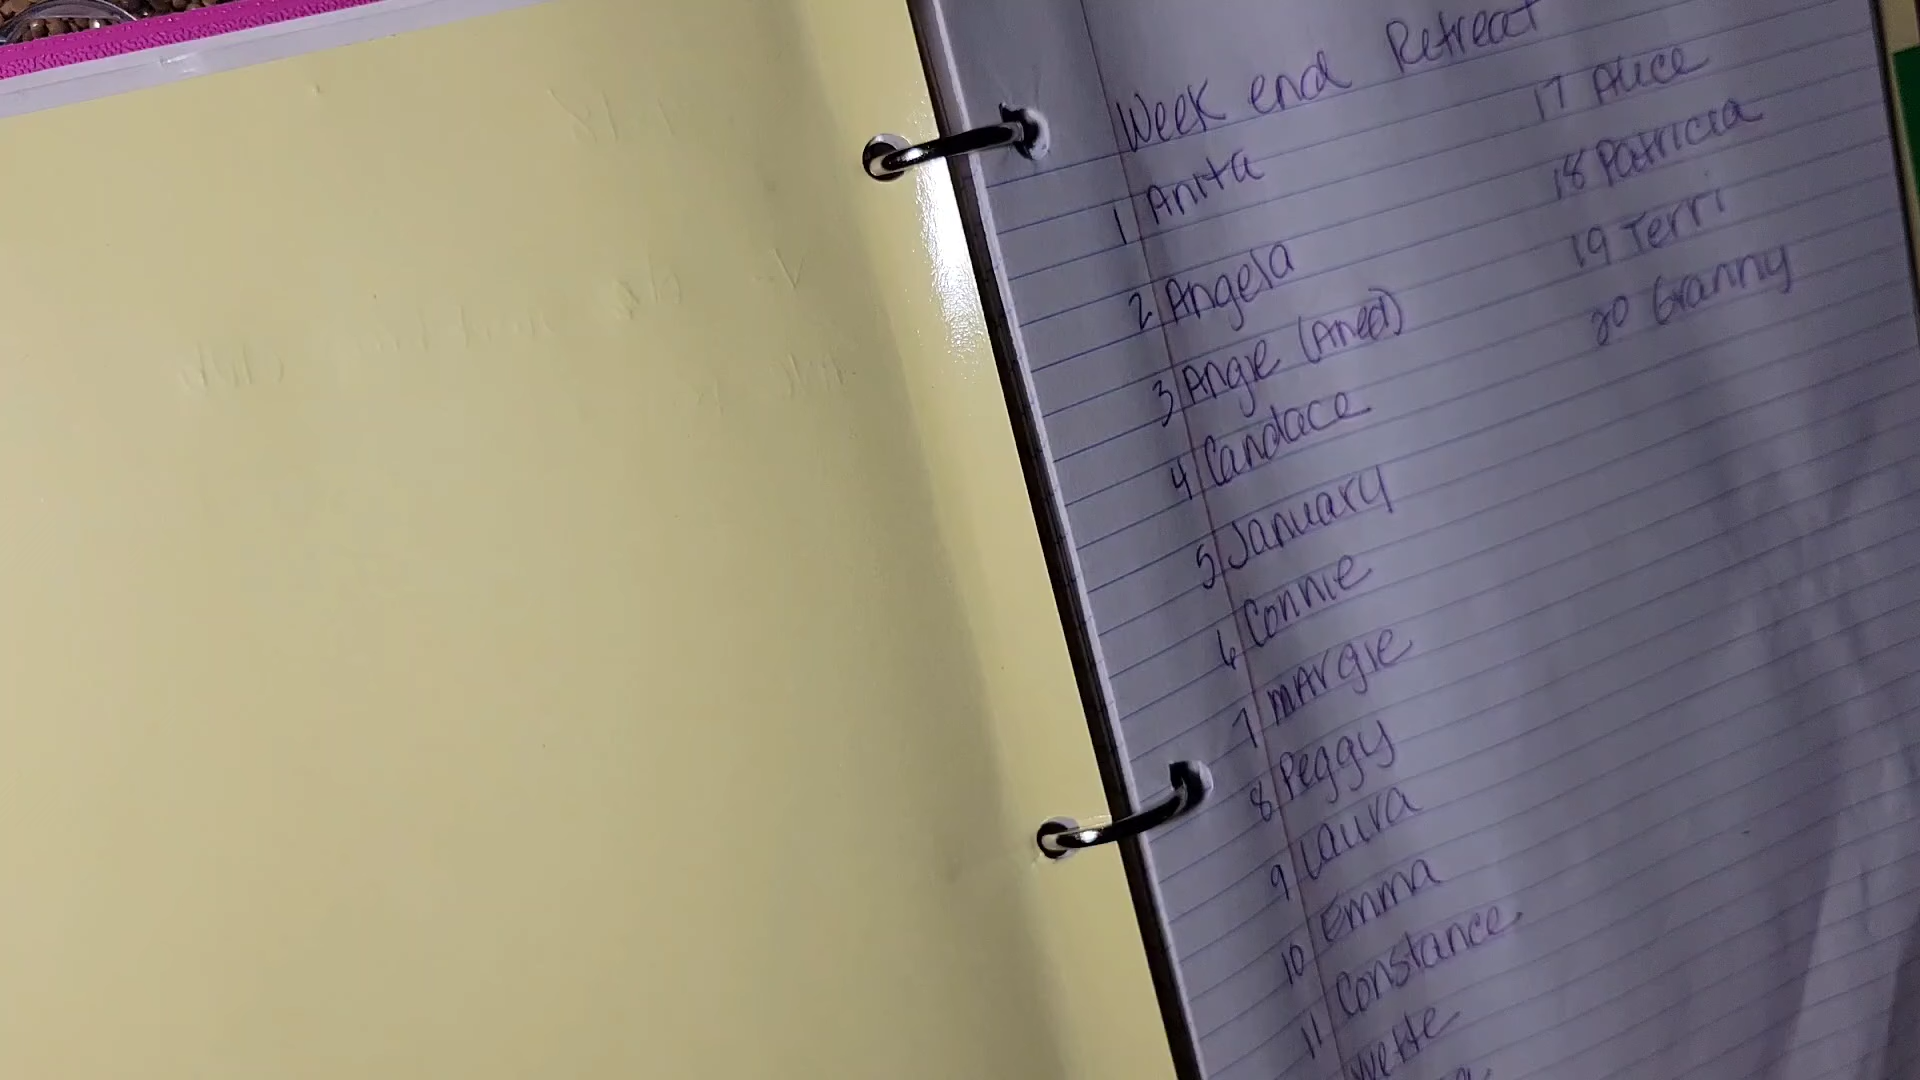 Week end Retreat
1 Anita
2 Angela
3 Angie (Aned)
4 Candace
5 January
6 Connie
7 Margie
8 Peggy
9 Laura
10 Emma
11 Constance
17 Alice
18 Patricia
19 Terri
20 Granny